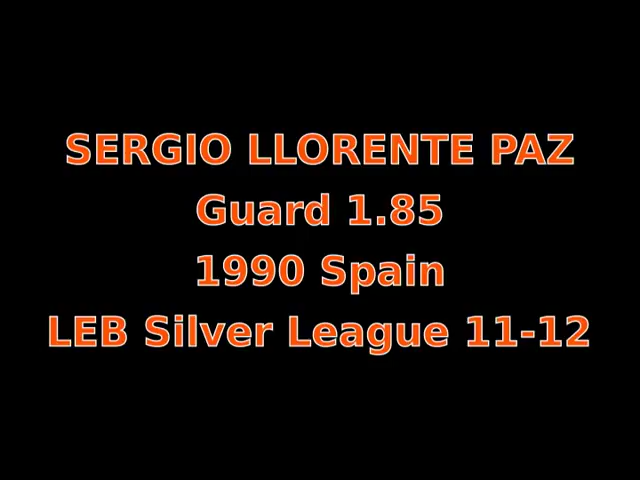 SERGIO LLORENTE PAZ
Guard 1.85
1990 Spain
LEB Silver League 11-12